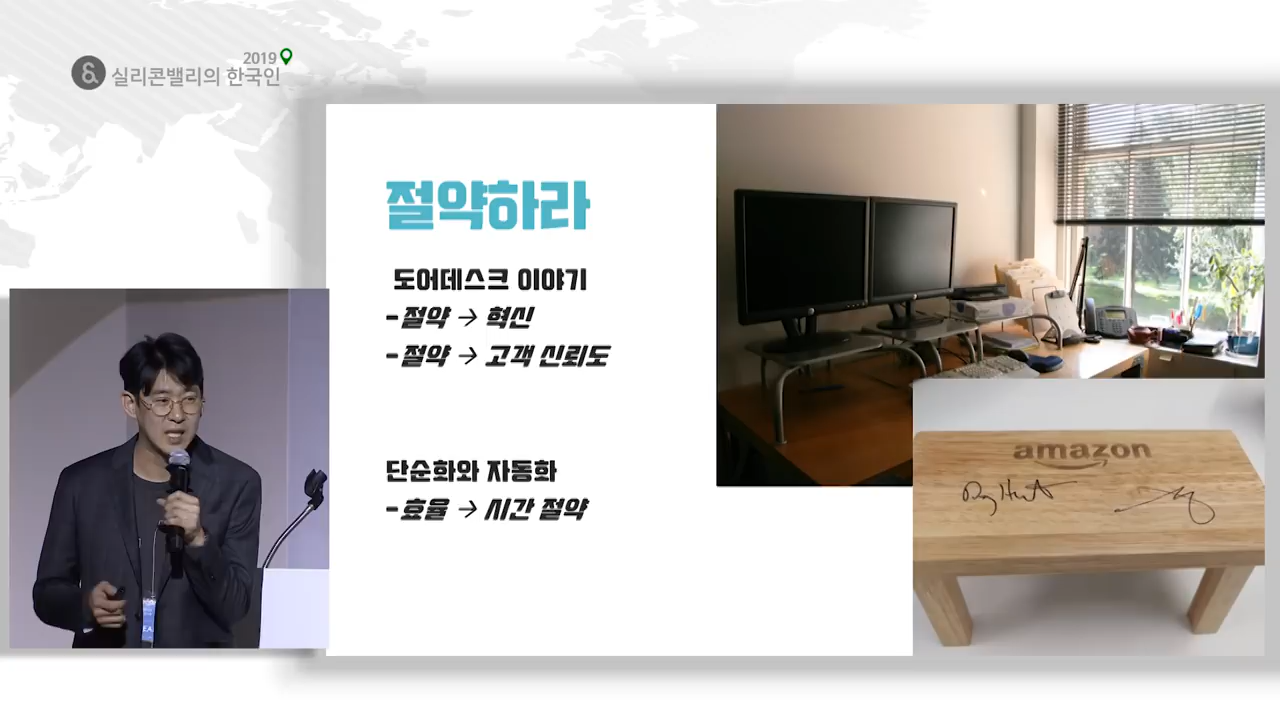 2019
& 실리콘밸리의 한국인
절약하라
도어데스크 이야기
-절약 → 혁신
-절약 → 고객 신뢰도
단순화와 자동화
-효율 → 시간 절약
amazon